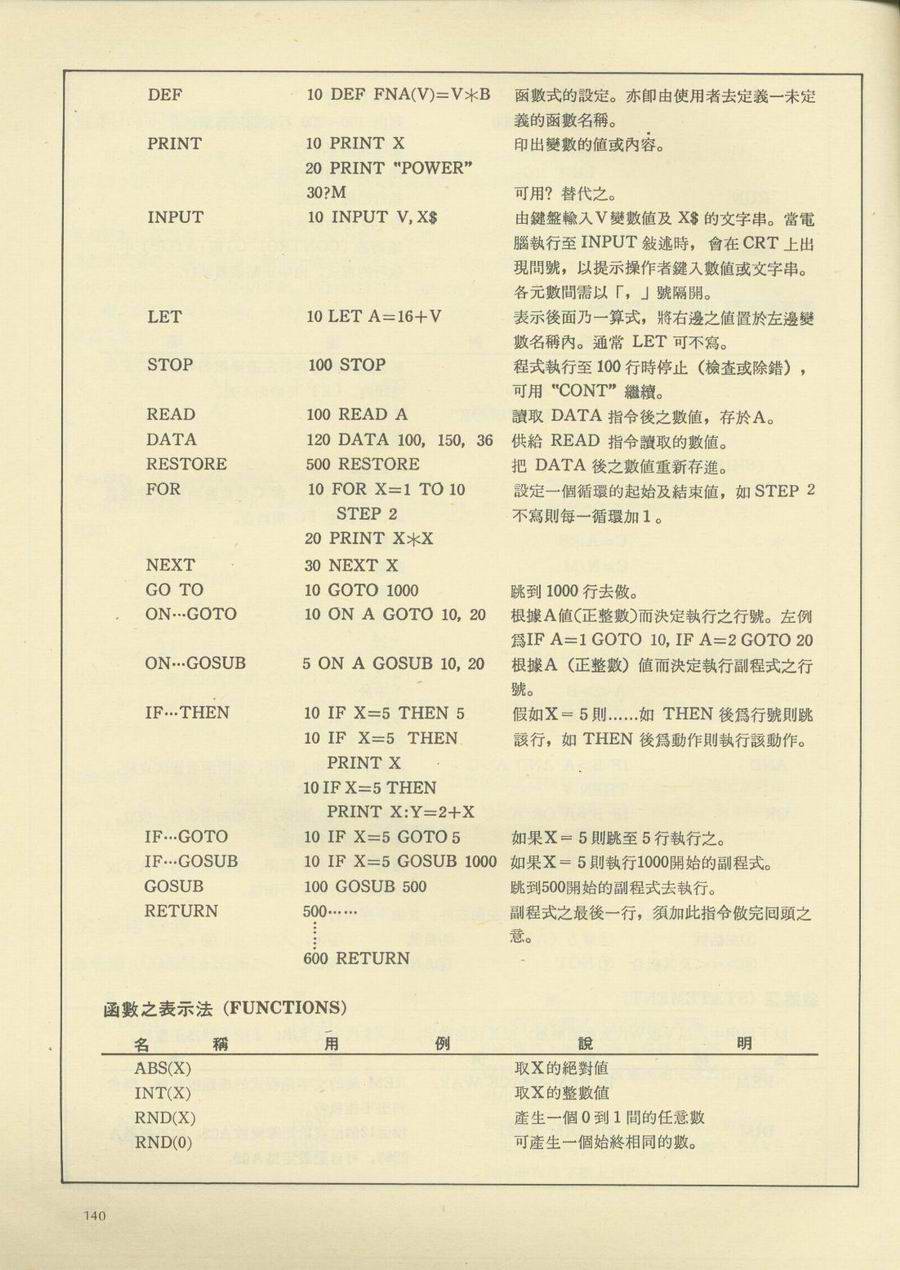 DEF 10 DEF FNA(V)=V＊B 函數式的設定。亦即由使用者去定義一未定
義的函數名稱。
PRINT 10 PRINT X 印出變數的值或內容。
20 PRINT "POWER"
30?M 可用? 替代之。
INPUT 10 INPUT V, X$ 由鍵盤輸入V變數值及 X$ 的文字串。當電
腦執行至 INPUT 敍述時，會在 CRT 上出
現問號，以提示操作者鍵入數值或文字串。
各元數間需以「，」號隔開。
LET 10 LET A=16+V 表示後面乃一算式，將右邊之値置於左邊變
數名稱內。通常 LET 可不寫。
STOP 100 STOP 程式執行至 100 行時停止（檢查或除錯），
可用 "CONT" 繼續。
READ 100 READ A 讀取 DATA 指令後之數值，存於A。
DATA 120 DATA 100, 150, 36 供給 READ 指令讀取的數值。
RESTORE 500 RESTORE 把 DATA 後之數值重新存進。
FOR 10 FOR X=1 TO 10 設定一個循環的起始及結束值，如 STEP 2
STEP 2 不寫則每一循環加 1 。
20 PRINT X＊X
NEXT 30 NEXT X
GO TO 10 GOTO 1000 跳到 1000 行去做。
ON…GOTO 10 ON A GOTO 10, 20 根據A值(正整數)而決定執行之行號。左例
爲IF A=1 GOTO 10, IF A=2 GOTO 20
ON…GOSUB 5 ON A GOSUB 10, 20 根據A（正整數）值而決定執行副程式之行
號。
IF…THEN 10 IF X=5 THEN 5 假如X＝5則……如 THEN 後爲行號則跳
10 IF X=5 THEN 該行，如 THEN 後爲動作則執行該動作。
PRINT X
10 IF X=5 THEN
PRINT X:Y=2+X
IF…GOTO 10 IF X=5 GOTO 5 如果X＝5則跳至 5 行執行之。
IF…GOSUB 10 IF X=5 GOSUB 1000 如果X＝5則執行1000開始的副程式。
GOSUB 100 GOSUB 500 跳到500開始的副程式去執行。
RETURN 500…… 副程式之最後一行，須加此指令做完回頭之
⋮ 意。
600 RETURN
函數之表示法 (FUNCTIONS)
名 稱 用 例 說 明
ABS(X) 取X的絕對值
INT(X) 取X的整數值
RND(X) 產生一個 0 到 1 間的任意數
RND(0) 可產生一個始終相同的數。
140